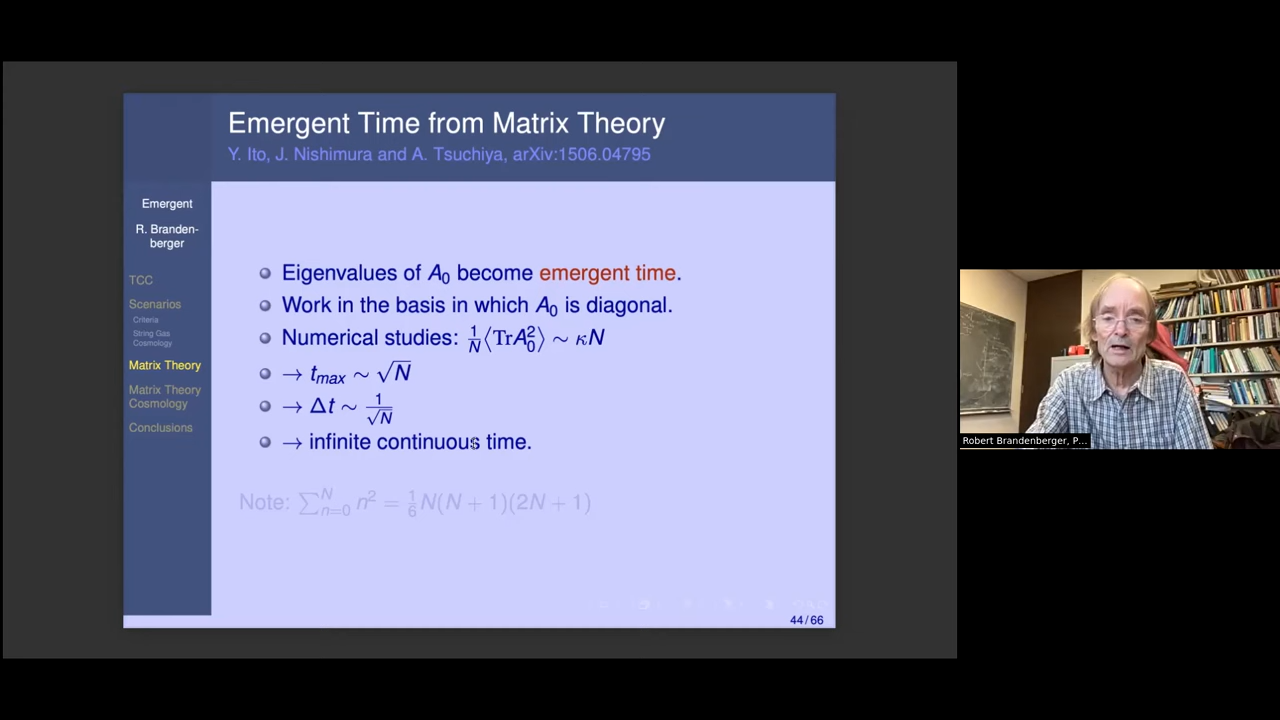 Emergent Time from Matrix Theory
Y. Ito, J. Nishimura and A. Tsuchiya, arXiv:1506.04795
Emergent
R. Branden-
berger
TCC
Scenarios
Criteria
String Gas
Cosmology
Matrix Theory
Matrix Theory
Cosmology
Conclusions
Eigenvalues of A₀ become emergent time.
Work in the basis in which A₀ is diagonal.
Numerical studies: 1/N ⟨TrA₀²⟩ ∼ κN
→ t_max ∼ √N
→ Δt ∼ 1/√N
→ infinite continuous time.
Note: ∑_{n=0}^{N} n² = 1/6 N(N + 1)(2N + 1)
44 / 66
Robert Brandenberger, P...